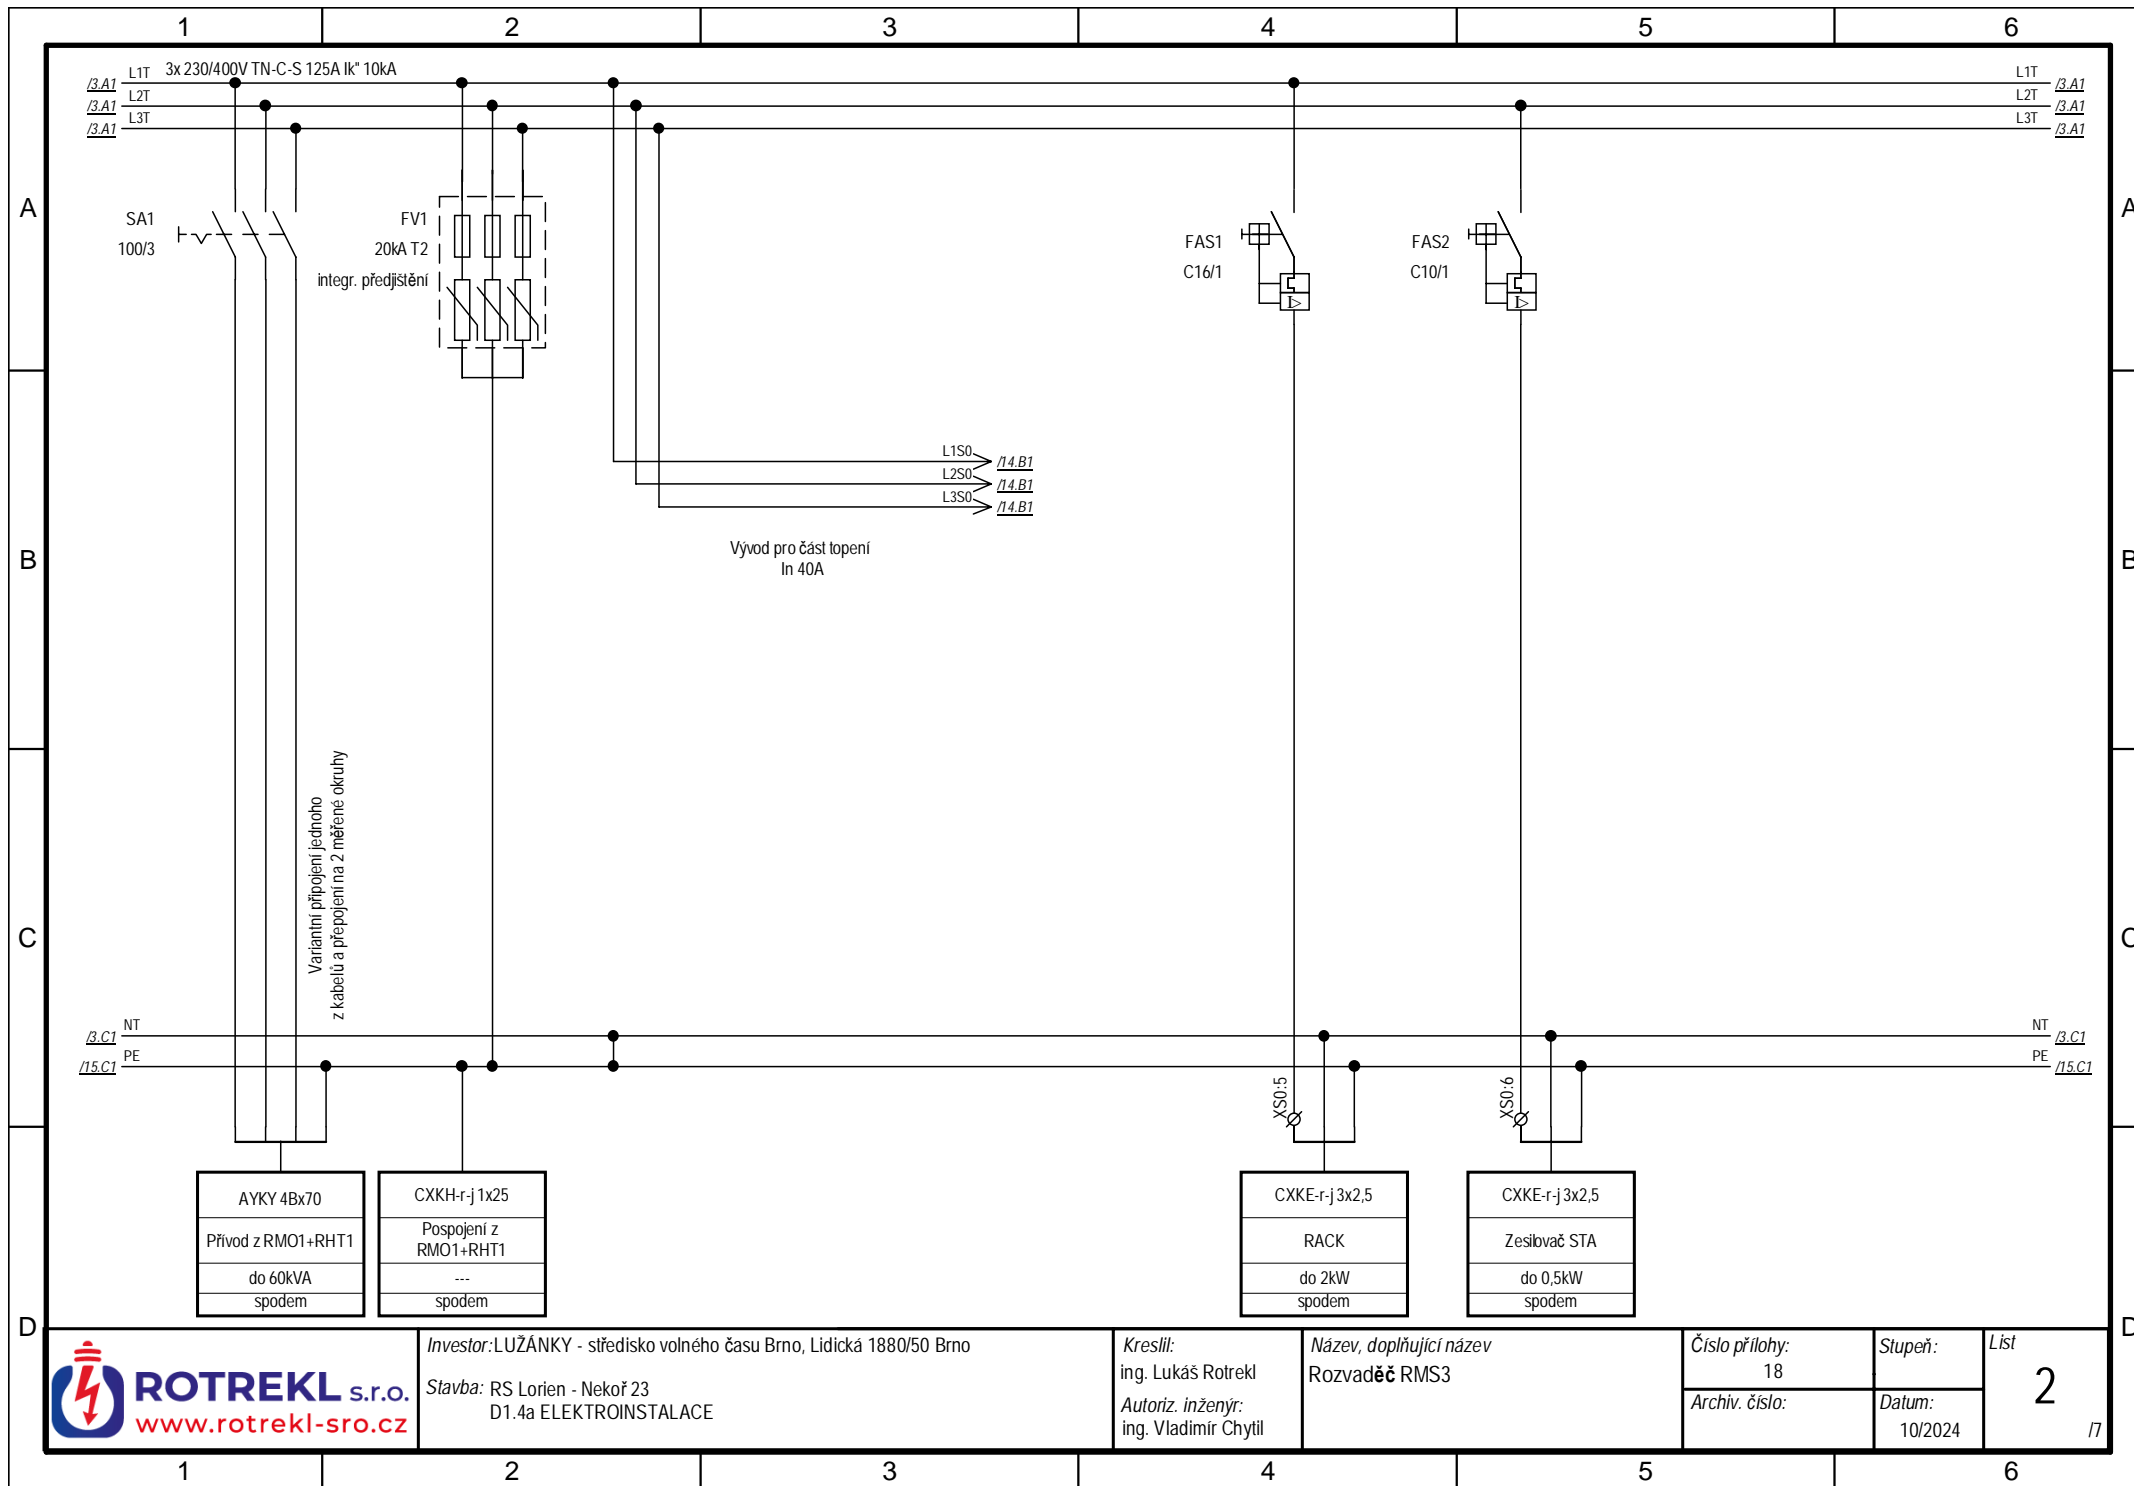 1 2 3 4 5 6
L1T 3x 230/400V TN-C-S 125A Ik" 10kA L1T
/3.A1 /3.A1
L2T L2T
/3.A1 /3.A1
L3T L3T
/3.A1 /3.A1
A A
SA1
100/3
FV1
20kA T2
integr. předjištění
FAS1
C16/1
I>
FAS2
C10/1
I>
L1S0 /14.B1
L2S0 /14.B1
L3S0 /14.B1
Vývod pro část topení
In 40A
B B
Variantní připojení jednoho
z kabelů a přepojení na 2 měřené okruhy
C C
NT NT
/3.C1 /3.C1
PE PE
/15.C1 /15.C1
XS0:5
XS0:6
AYKY 4Bx70
Přívod z RMO1+RHT1
do 60kVA
spodem
CXKH-r-j 1x25
Pospojení z
RMO1+RHT1
---
spodem
CXKE-r-j 3x2,5
RACK
do 2kW
spodem
CXKE-r-j 3x2,5
Zesilovač STA
do 0,5kW
spodem
D D
ROTREKL s.r.o.
www.rotrekl-sro.cz
Investor: LUŽÁNKY - středisko volného času Brno, Lidická 1880/50 Brno
Stavba: RS Lorien - Nekoř 23
D1.4a ELEKTROINSTALACE
Kreslil:
ing. Lukáš Rotrekl
Autoriz. inženýr:
ing. Vladimír Chytil
Název, doplňující název
Rozvaděč RMS3
Číslo přílohy:
18
Archiv. číslo:
Stupeň:
Datum:
10/2024
List
2
/7
1 2 3 4 5 6